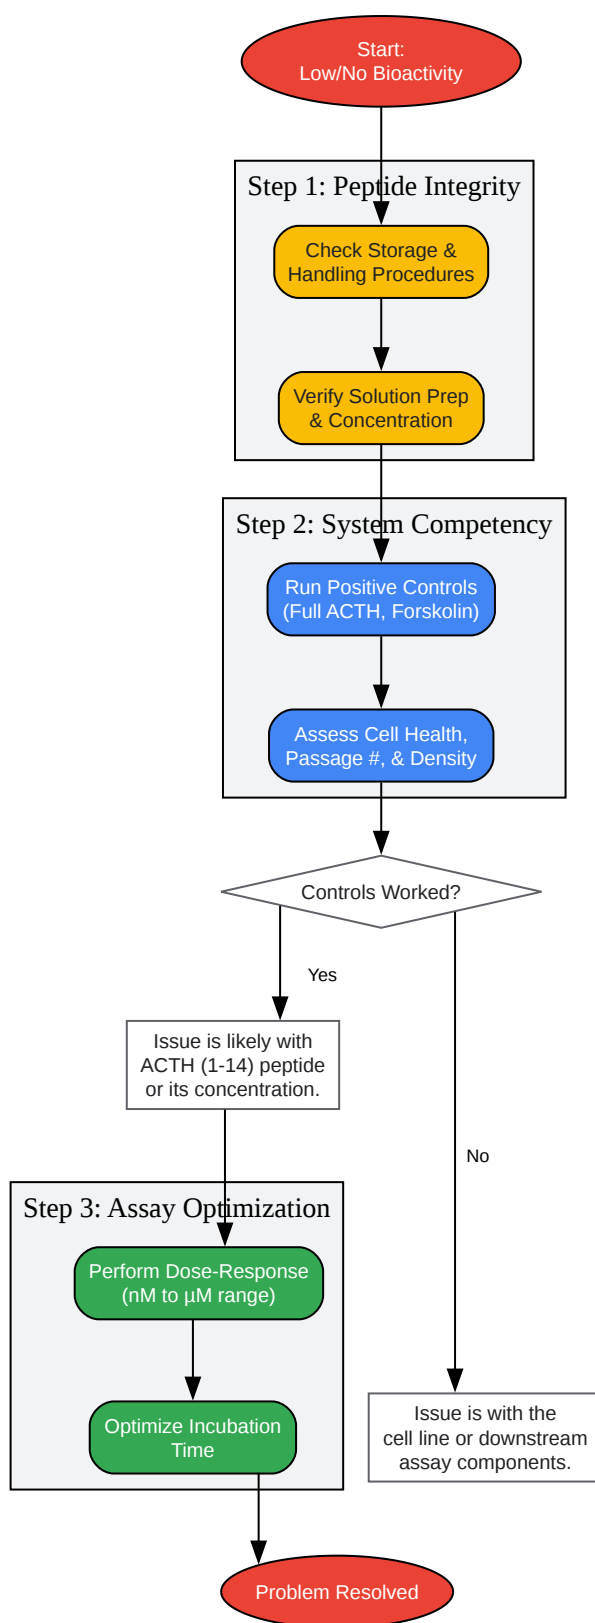 Start:
Low/No Bioactivity
Step 1: Peptide Integrity
Check Storage &
Handling Procedures
Verify Solution Prep
& Concentration
Step 2: System Competency
Run Positive Controls
(Full ACTH, Forskolin)
Assess Cell Health,
Passage #, & Density
Controls Worked?
Yes
Issue is likely with
ACTH (1-14) peptide
or its concentration.
No
Step 3: Assay Optimization
Perform Dose-Response
(nM to µM range)
Optimize Incubation
Time
Issue is with the
cell line or downstream
assay components.
Problem Resolved